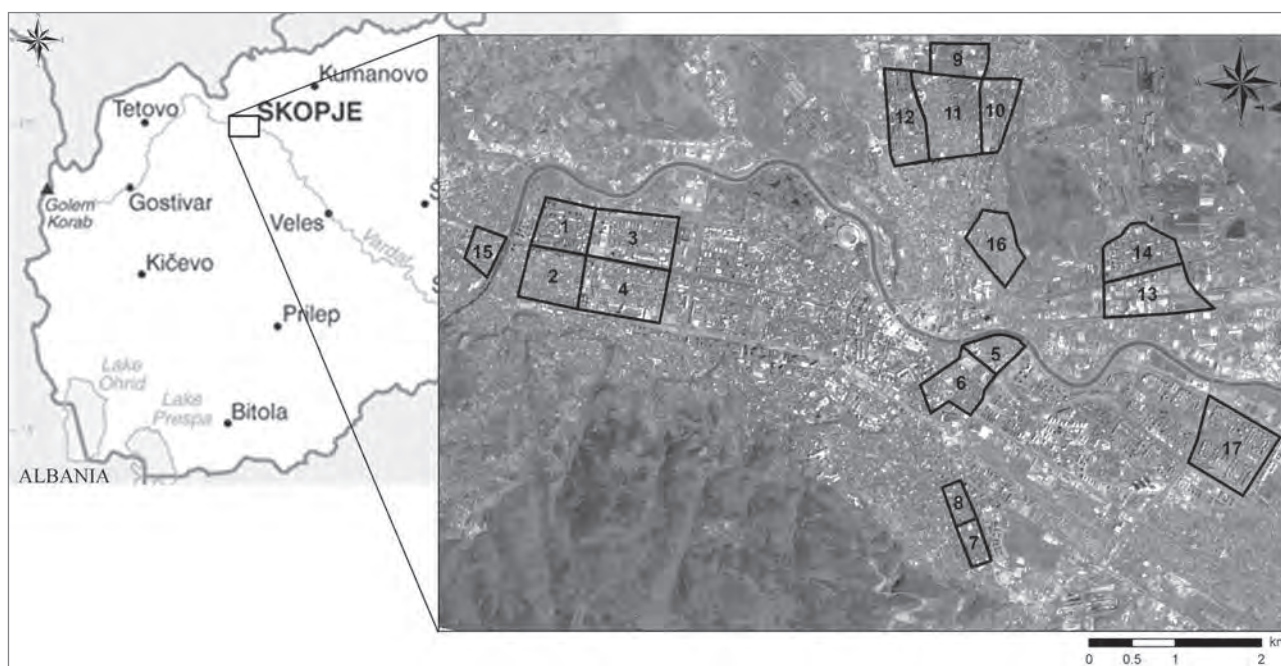 Kumanovo
Tetovo
SKOPJE
Golem
Korab
Gostivar
Veles
Vardar
Kičevo
Prilep
Lake
Ohrid
Lake
Prespa
Bitola
ALBANIA
9
12
11
10
1
3
15
2
4
16
14
13
5
6
17
8
7
km
0 0.5 1 2